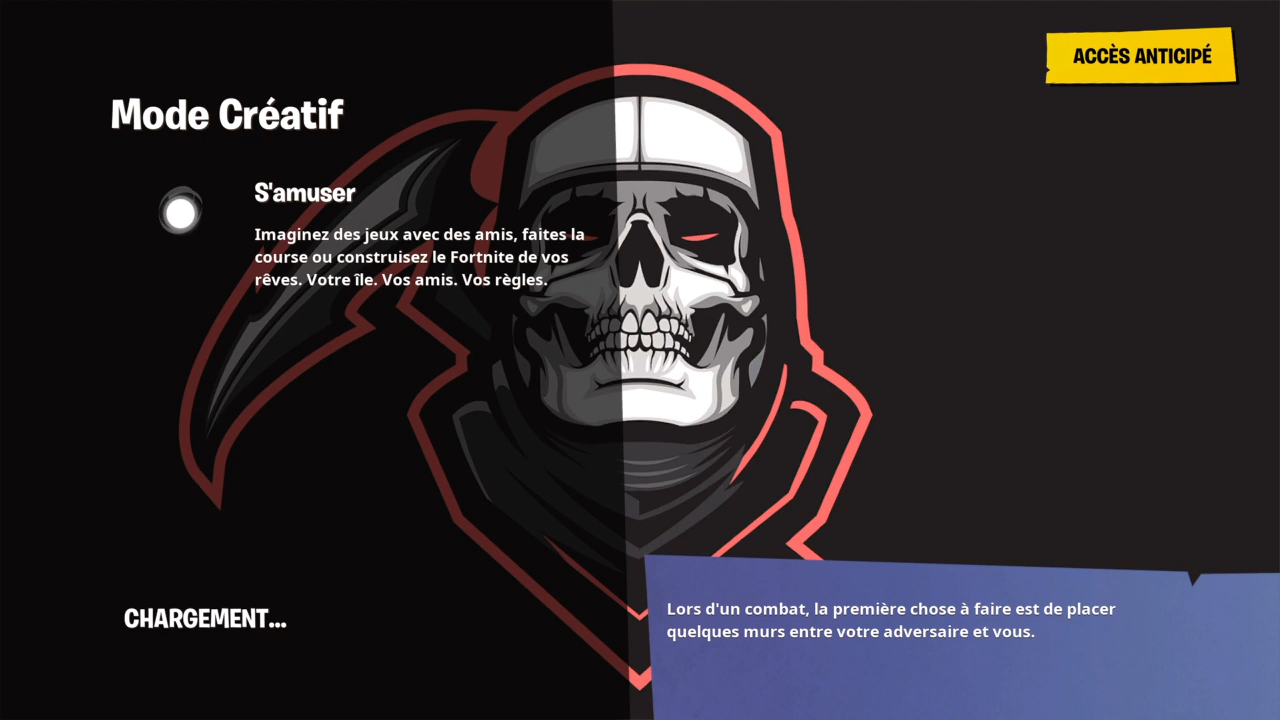 ACCÈS ANTICIPÉ
Mode Créatif
S'amuser
Imaginez des jeux avec des amis, faites la
course ou construisez le Fortnite de vos
rêves. Votre île. Vos amis. Vos règles.
CHARGEMENT...
Lors d'un combat, la première chose à faire est de placer
quelques murs entre votre adversaire et vous.